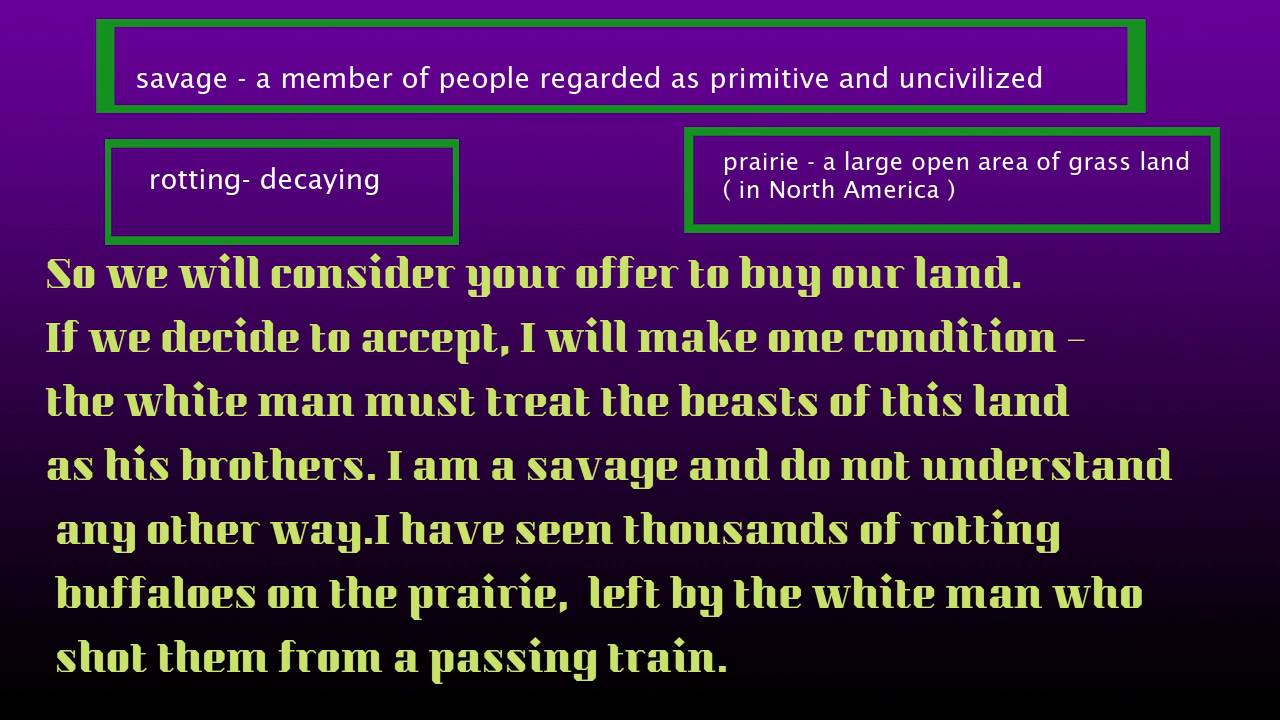 savage - a member of people regarded as primitive and uncivilized
rotting- decaying
prairie - a large open area of grass land
( in North America )
So we will consider your offer to buy our land.
If we decide to accept, I will make one condition –
the white man must treat the beasts of this land
as his brothers. I am a savage and do not understand
any other way.I have seen thousands of rotting
buffaloes on the prairie, left by the white man who
shot them from a passing train.